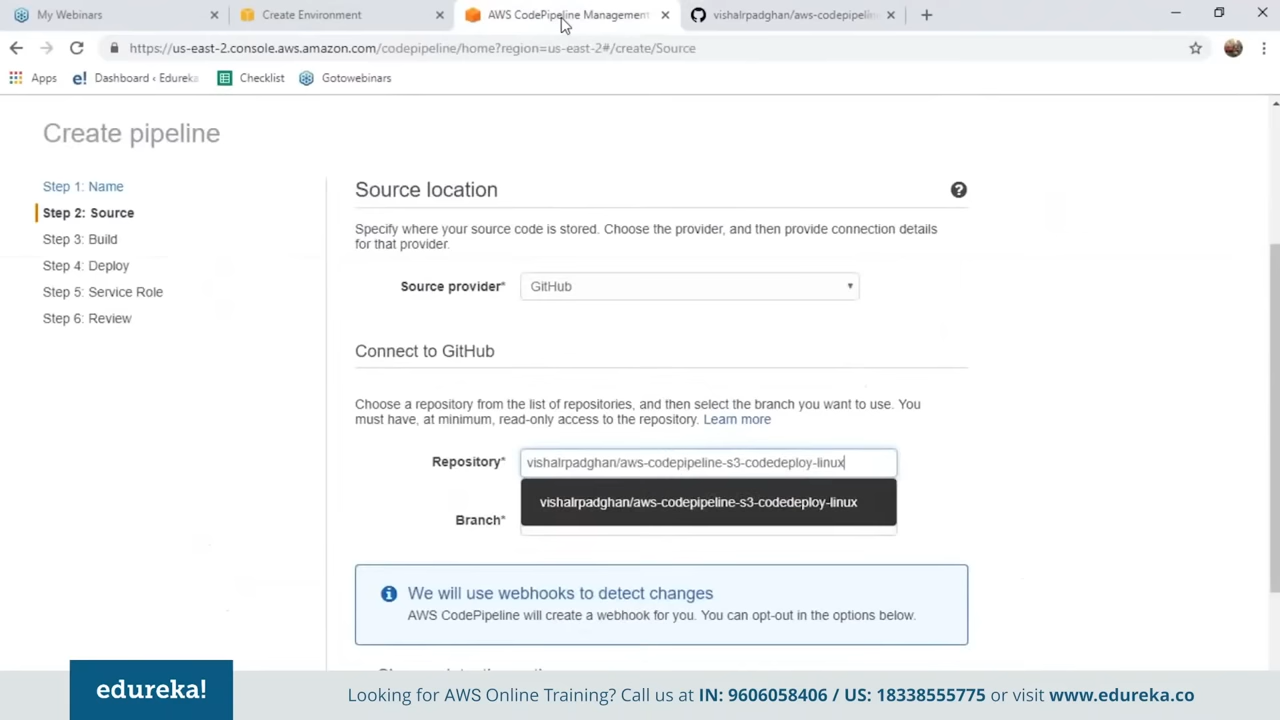 My Webinars
Create Environment
AWS CodePipeline Management
vishalrpadghan/aws-codepipelin
https://us-east-2.console.aws.amazon.com/codepipeline/home?region=us-east-2#/create/Source
Apps
e! Dashboard ‹ Edureka
Checklist
Gotowebinars
Create pipeline
Step 1: Name
Step 2: Source
Step 3: Build
Step 4: Deploy
Step 5: Service Role
Step 6: Review
Source location
Specify where your source code is stored. Choose the provider, and then provide connection details
for that provider.
Source provider* GitHub
Connect to GitHub
Choose a repository from the list of repositories, and then select the branch you want to use. You
must have, at minimum, read-only access to the repository. Learn more
Repository* vishalrpadghan/aws-codepipeline-s3-codedeploy-linux
vishalrpadghan/aws-codepipeline-s3-codedeploy-linux
Branch*
We will use webhooks to detect changes
AWS CodePipeline will create a webhook for you. You can opt-out in the options below.
edureka!
Looking for AWS Online Training? Call us at IN: 9606058406 / US: 18338555775 or visit www.edureka.co